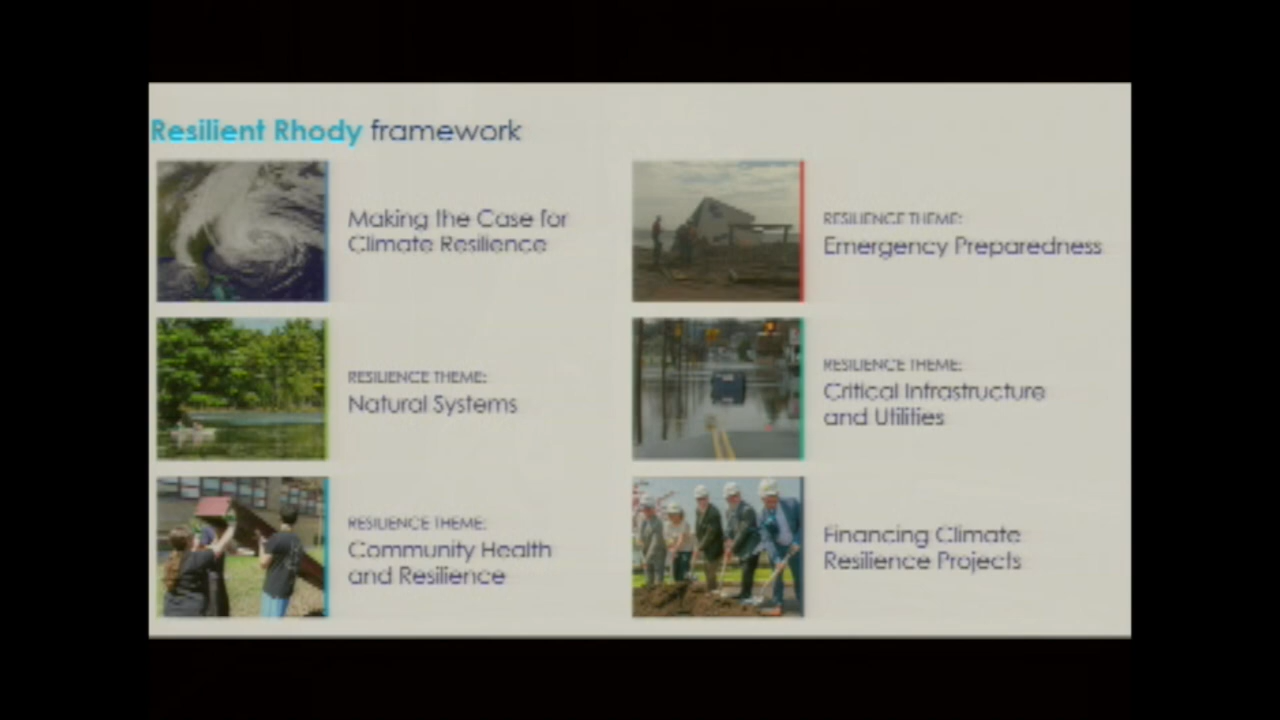 Resilient Rhody framework
Making the Case for
Climate Resilience
RESILIENCE THEME:
Emergency Preparedness
RESILIENCE THEME:
Natural Systems
RESILIENCE THEME:
Critical Infrastructure
and Utilities
RESILIENCE THEME:
Community Health
and Resilience
Financing Climate
Resilience Projects